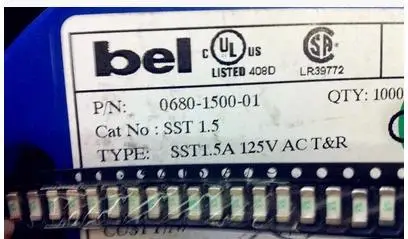 bel c UL US SA
LISTED 408D LR39772
P/N: 0680-1500-01 QTY: 1000
Cat No : SST 1.5
TYPE: SST1.5A 125V AC T&R